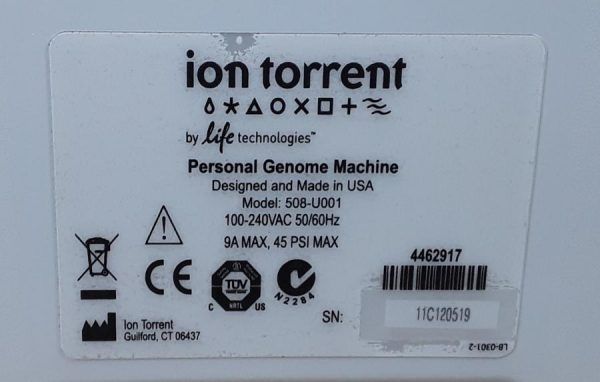 ion torrent
by life technologies™
Personal Genome Machine
Designed and Made in USA
Model: 508-U001
100-240VAC 50/60Hz
9A MAX, 45 PSI MAX
4462917
CE
TÜV
C NRTL US
N2284
SN: 11C120519
Ion Torrent
Guilford, CT 06437
LB-0301-2